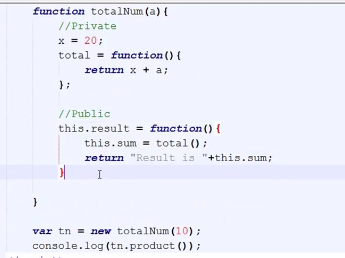 function totalNum(a){
//Private
x = 20;
total = function(){
return x + a;
};
//Public
this.result = function(){
this.sum = total();
return "Result is "+this.sum;
}
}
var tn = new totalNum(10);
console.log(tn.product());